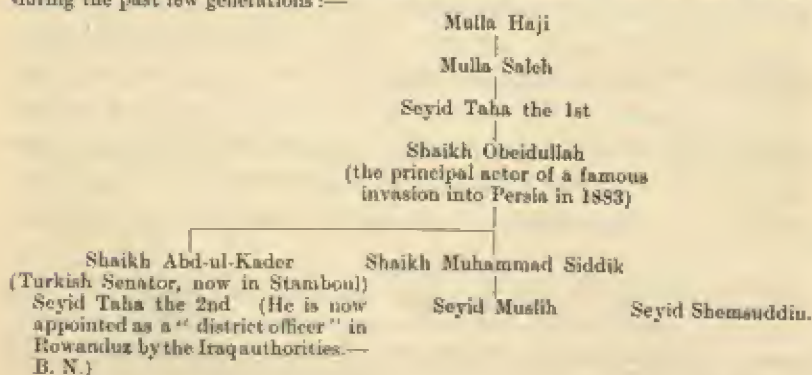 during the past few generations :—
Mulla Haji
Mulla Saleh
Seyid Taha the 1st
Shaikh Obeidullah
(the principal actor of a famous
invasion into Persia in 1883)
Shaikh Abd-ul-Kader Shaikh Muhammad Siddik
(Turkish Senator, now in Stamboul)
Seyid Taha the 2nd (He is now Seyid Muslih Seyid Shemsuddin.
appointed as a “ district officer ” in
Rowanduz by the Iraq authorities.—
B. N.)